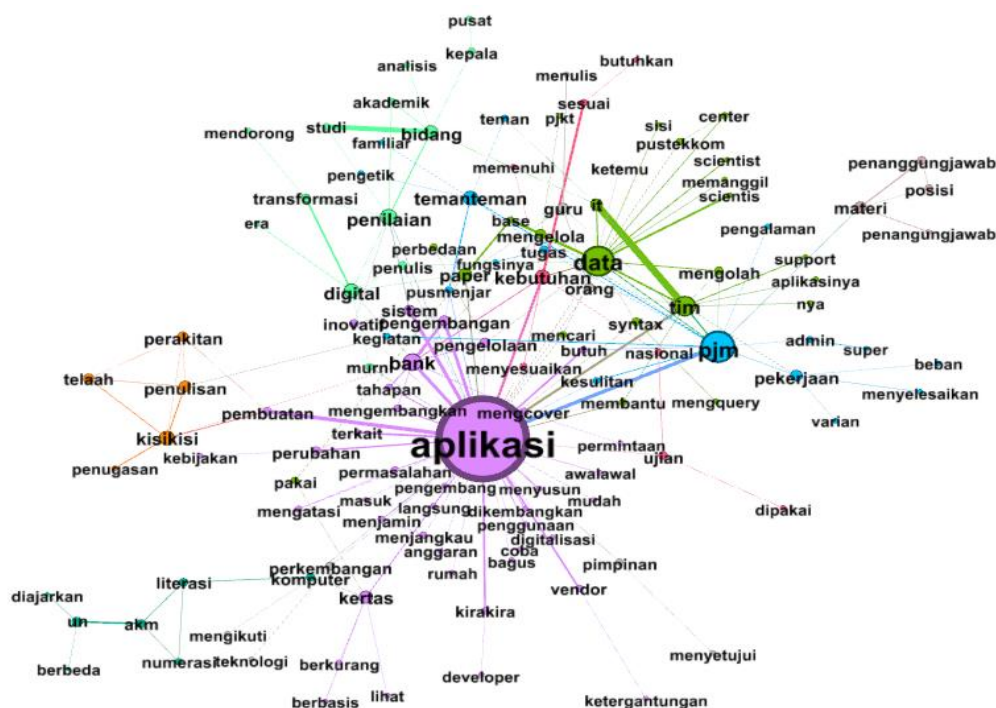 pusat
kepala
analisis
butuhkan
menulis
akademik
sesuai
studi
bidang
teman
pjkt
center
mendorong
sisi
familiar
pustekkom
memenuhi
ketemu
scientist
penanggungjawab
pengetik
memanggil
transformasi
temanteman
guru
it
scientis
posisi
materi
era
penilaian
base
mengelola
pengalaman
penangungjawab
perbedaan
tugas
data
support
penulis
fungsinya
paper
kebutuhan
mengolah
orang
aplikasinya
digital
pusmenjar
tim
nya
sistem
inovatif
pengembangan
syntax
perakitan
kegiatan
mencari
pengelolaan
butuh
nasional
pjm
admin
super
murni
bank
menyesuaikan
telaah
penulisan
tahapan
kesulitan
pekerjaan
beban
menyelesaikan
pembuatan
mengembangkan
mengcover
membantu
mengquery
varian
kisikisi
terkait
aplikasi
kebijakan
perubahan
permintaan
ujian
penugasan
permasalahan
awalawal
pakai
pengembang
menyusun
masuk
mudah
mengatasi
langsung
dikembangkan
dipakai
menjamin
penggunaan
menjangkau
digitalisasi
anggaran
coba
bagus
pimpinan
perkembangan
literasi
komputer
rumah
vendor
diajarkan
kertas
un
akm
kirakira
mengikuti
menyetujui
berbeda
numerasi
teknologi
berkurang
developer
berbasis
lihat
ketergantungan